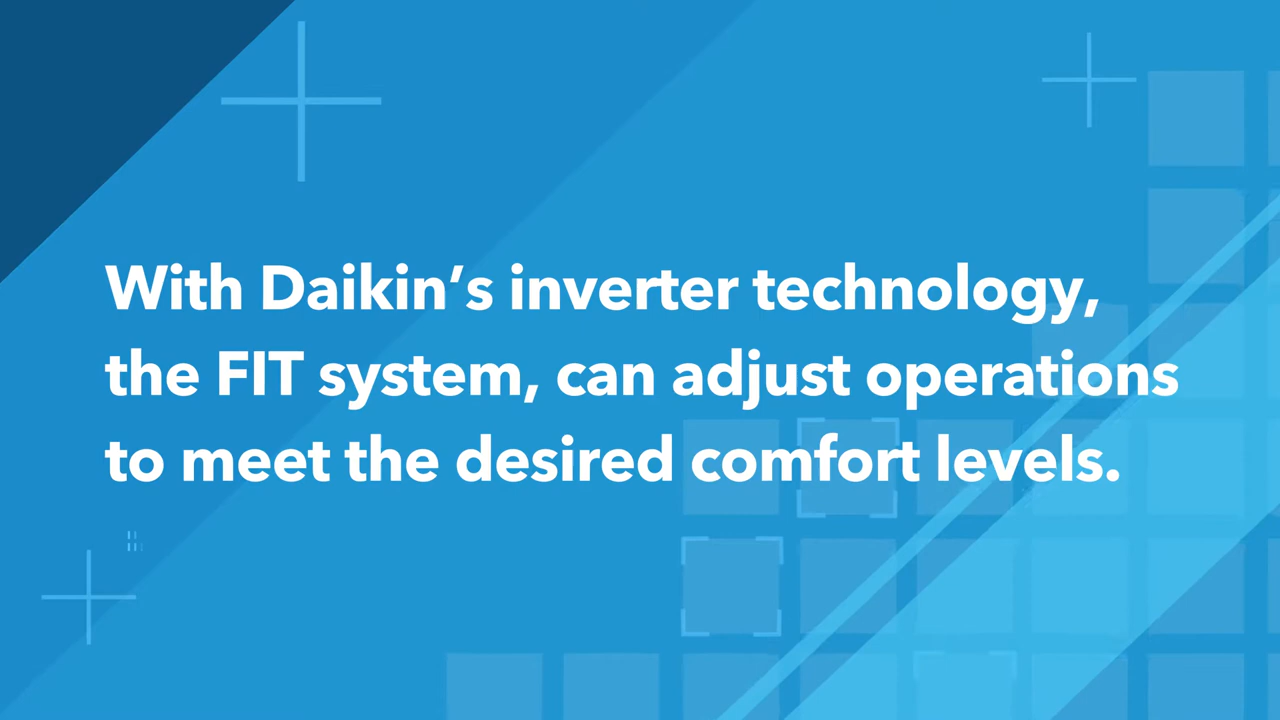 With Daikin’s inverter technology,
the FIT system, can adjust operations
to meet the desired comfort levels.